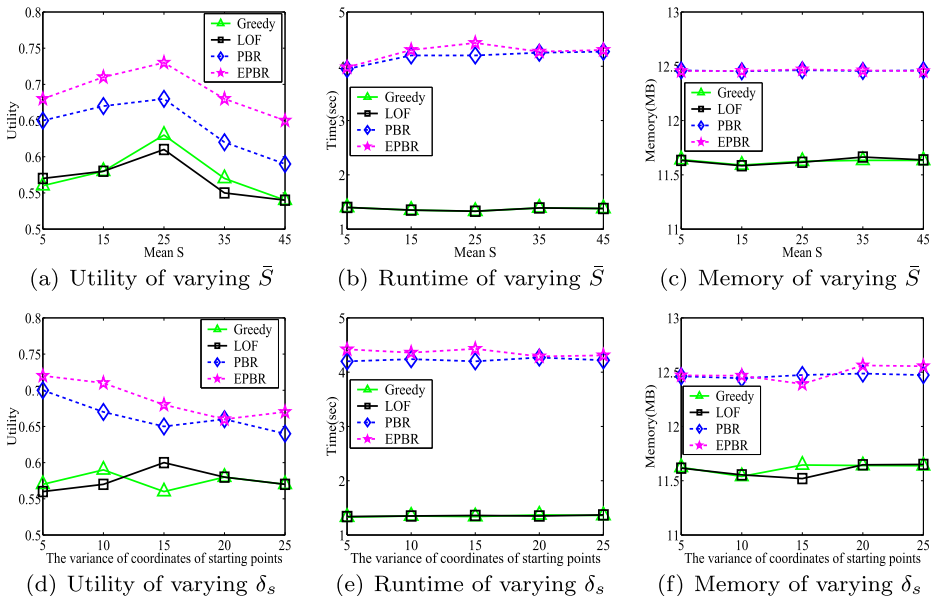 0.8
0.75
0.7
0.65
0.6
0.55
0.5
Utility
5 15 25 35 45
Mean S
Greedy
LOF
PBR
EPBR
(a) Utility of varying S̄
5
4
3
2
1
Time(sec)
5 15 25 35 45
Mean S
Greedy
LOF
PBR
EPBR
(b) Runtime of varying S̄
13
12.5
12
11.5
11
Memory(MB)
5 15 25 35 45
Mean S
Greedy
LOF
PBR
EPBR
(c) Memory of varying S̄
0.8
0.75
0.7
0.65
0.6
0.55
0.5
Utility
5 10 15 20 25
The variance of coordinates of starting points
Greedy
LOF
PBR
EPBR
(d) Utility of varying δₛ
5
4
3
2
1
Time(sec)
5 10 15 20 25
The variance of coordinates of starting points
Greedy
LOF
PBR
EPBR
(e) Runtime of varying δₛ
13
12.5
12
11.5
11
Memory(MB)
5 10 15 20 25
The variance of coordinates of starting points
Greedy
LOF
PBR
EPBR
(f) Memory of varying δₛ